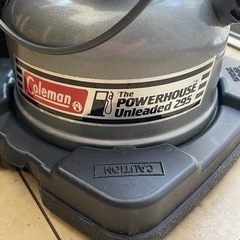 Coleman
The
POWERHOUSE
Unleaded 295
CAUTION